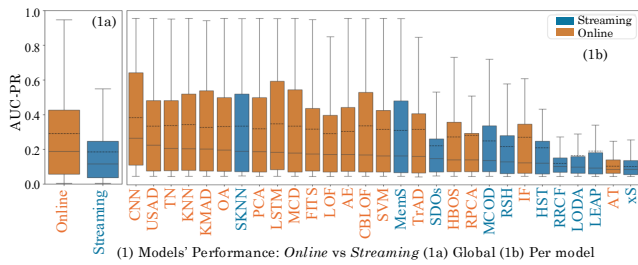 AUC-PR
1.0
0.8
0.6
0.4
0.2
0.0
(1a)
Online
Streaming
(1b)
Streaming
Online
CNN
USAD
TN
KNN
KMAD
OA
SKNN
PCA
LSTM
MCD
FITS
LOF
AE
CBLOF
SVM
MemS
TrAD
SDOs
HBOS
RPCA
MCOD
RSH
IF
HST
RRCF
LODA
LEAP
AT
xS
(1) Models' Performance: Online vs Streaming (1a) Global (1b) Per model